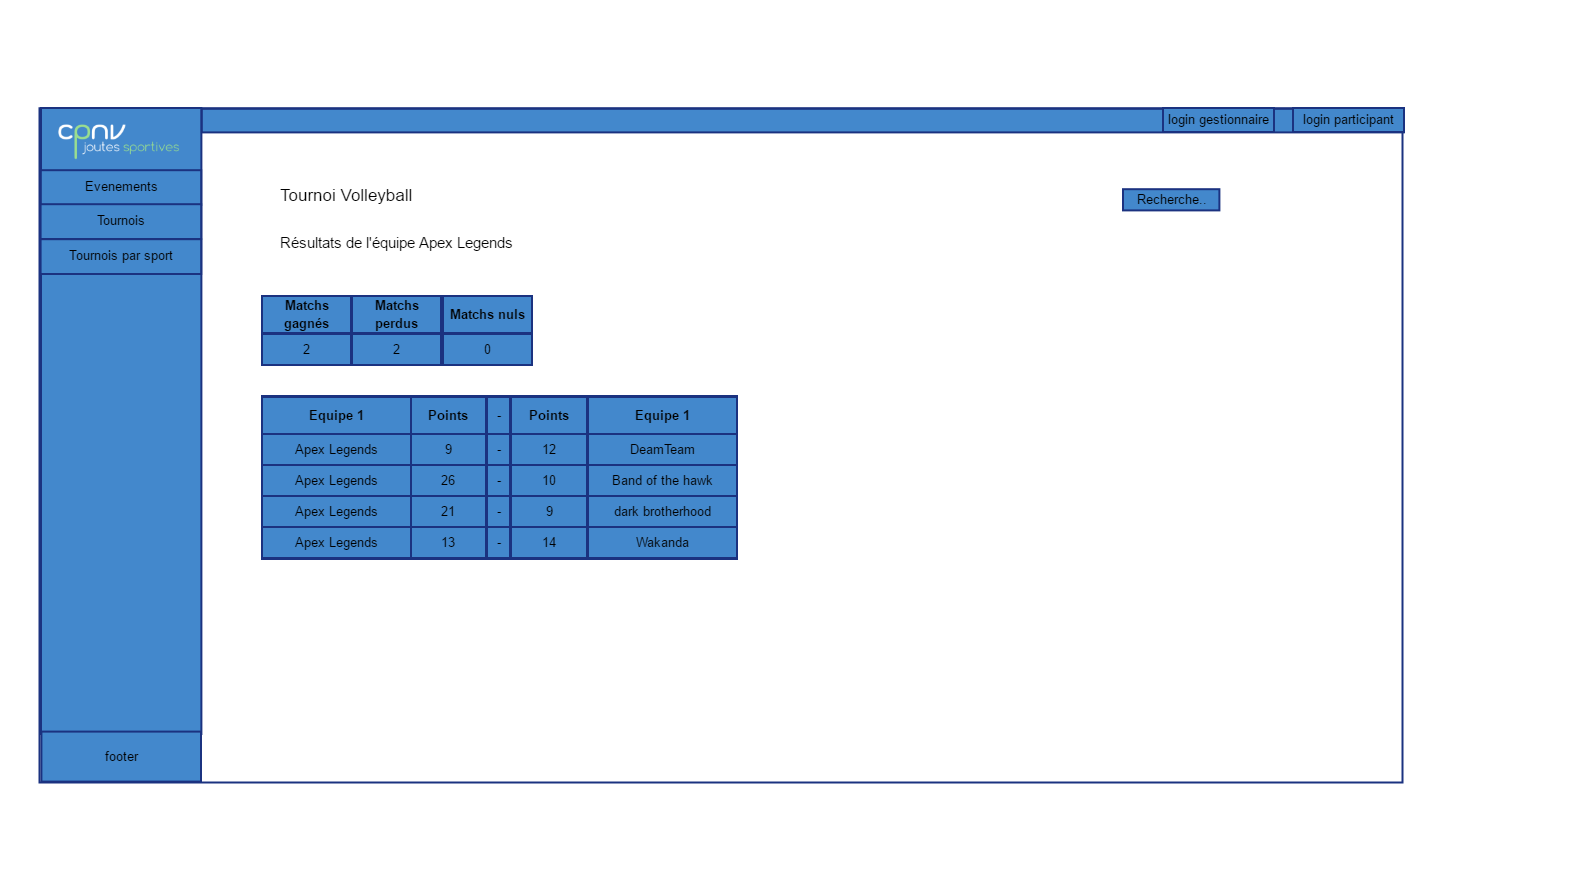 cpnv
joutes sportives
login gestionnaire
login participant
Evenements
Tournois
Tournois par sport
footer
Tournoi Volleyball
Recherche..
Résultats de l'équipe Apex Legends
Matchs gagnés Matchs perdus Matchs nuls
2 2 0
Equipe 1 Points - Points Equipe 1
Apex Legends 9 - 12 DeamTeam
Apex Legends 26 - 10 Band of the hawk
Apex Legends 21 - 9 dark brotherhood
Apex Legends 13 - 14 Wakanda